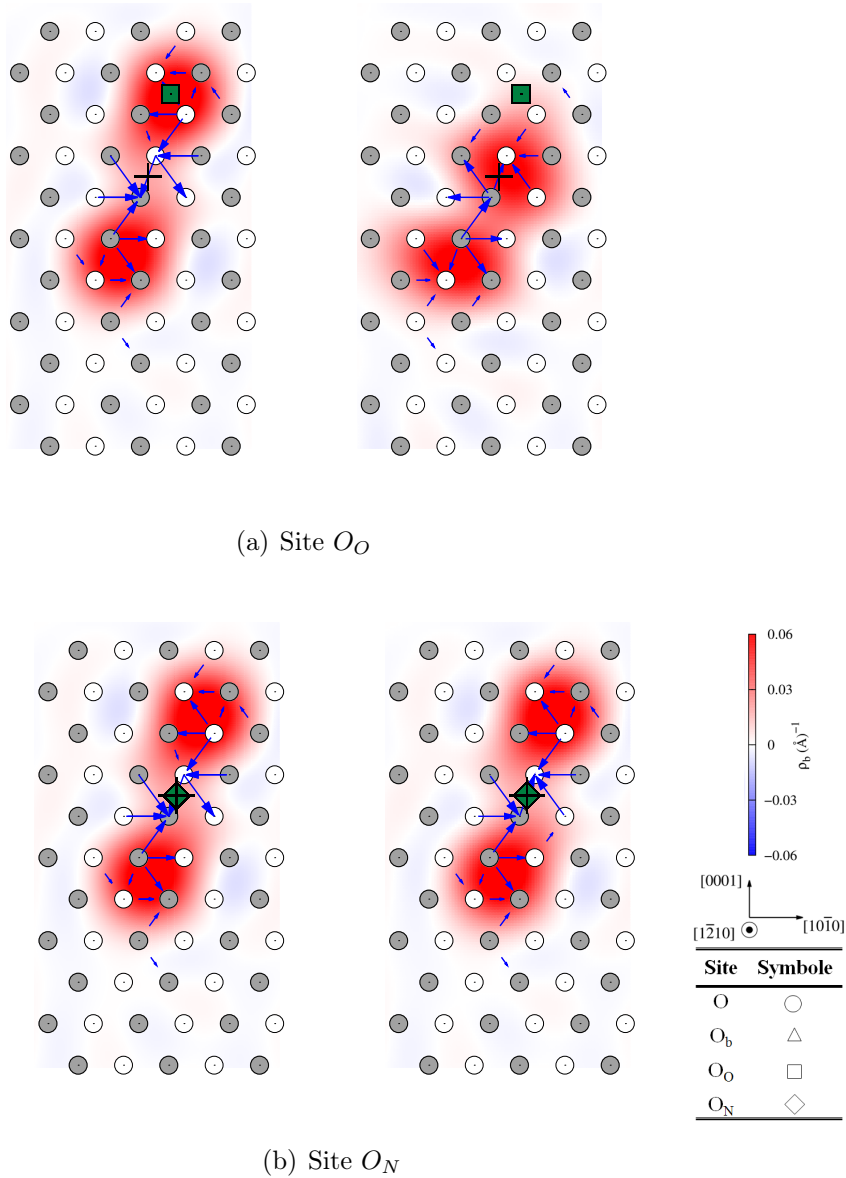 (a) Site O_O
0.06
0.03
0
−0.03
−0.06
ρ_b (Å)^{−1}
[0001]
[12̅10] [101̅0]
Site Symbole
O
O_b
O_O
O_N
(b) Site O_N